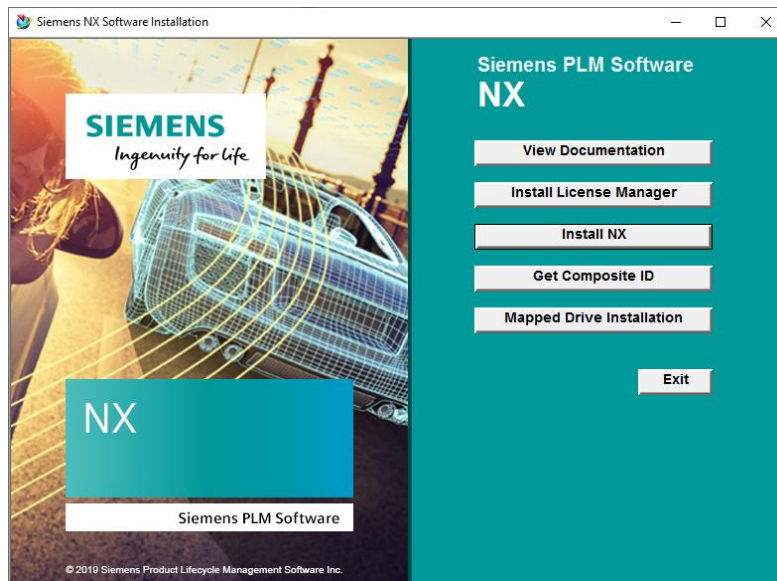 Siemens NX Software Installation
SIEMENS
Ingenuity for life
NX
Siemens PLM Software
© 2019 Siemens Product Lifecycle Management Software Inc.
Siemens PLM Software
NX
View Documentation
Install License Manager
Install NX
Get Composite ID
Mapped Drive Installation
Exit